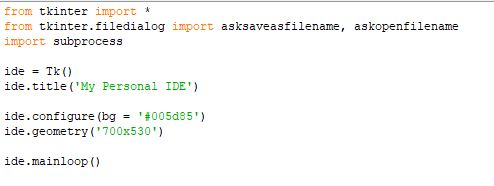 from tkinter import *
from tkinter.filedialog import asksaveasfilename, askopenfilename
import subprocess
ide = Tk()
ide.title('My Personal IDE')
ide.configure(bg = '#005d85')
ide.geometry('700x530')
ide.mainloop()